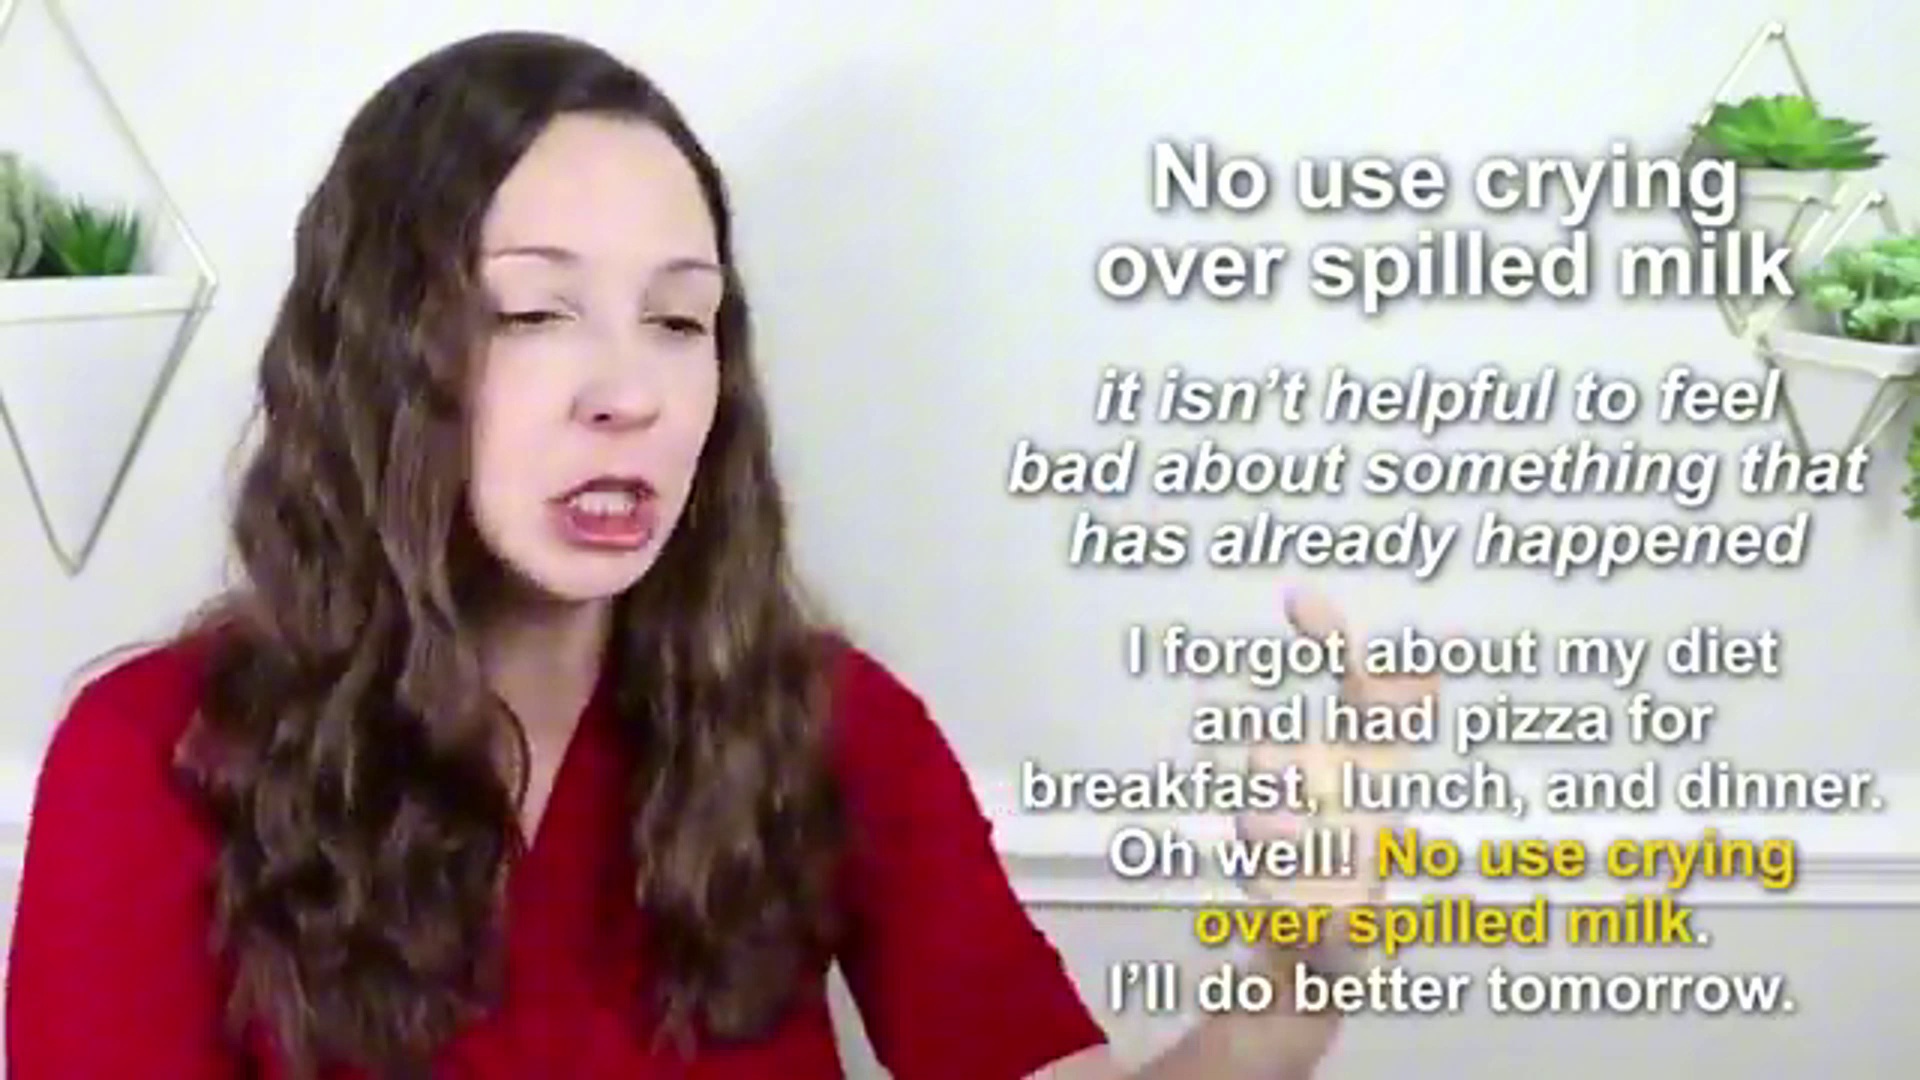 No use crying
over spilled milk
it isn't helpful to feel
bad about something that
has already happened
I forgot about my diet
and had pizza for
breakfast, lunch, and dinner.
Oh well! No use crying
over spilled milk.
I'll do better tomorrow.